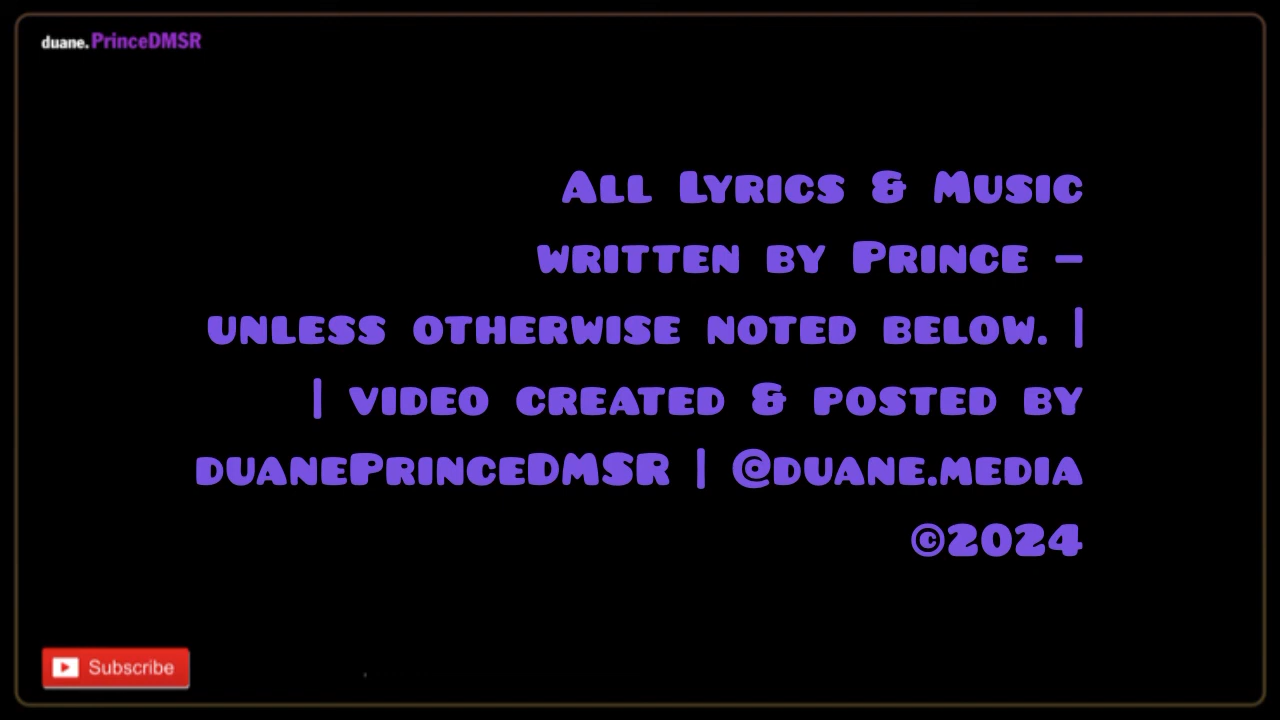 duane.PrinceDMSR
All Lyrics & Music
written by Prince –
unless otherwise noted below. |
| video created & posted by
duanePrinceDMSR | @duane.media
©2024
Subscribe